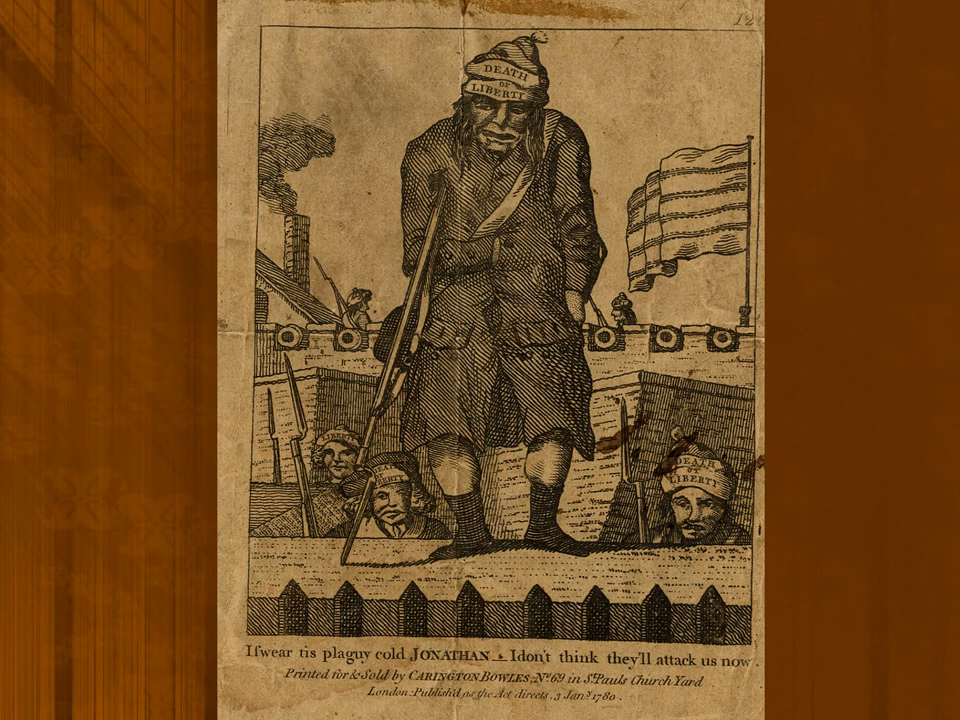 12
DEATH
or
LIBERTY
DEATH
or
LIBERTY
Iſwear tis plaguy cold JONATHAN - Idon't think they'll attack us now.
Printed for & Sold by CARINGTON BOWLES, No. 69 in St. Pauls Church Yard
London: Publish'd as the Act directs, 3 Jany. 1780.